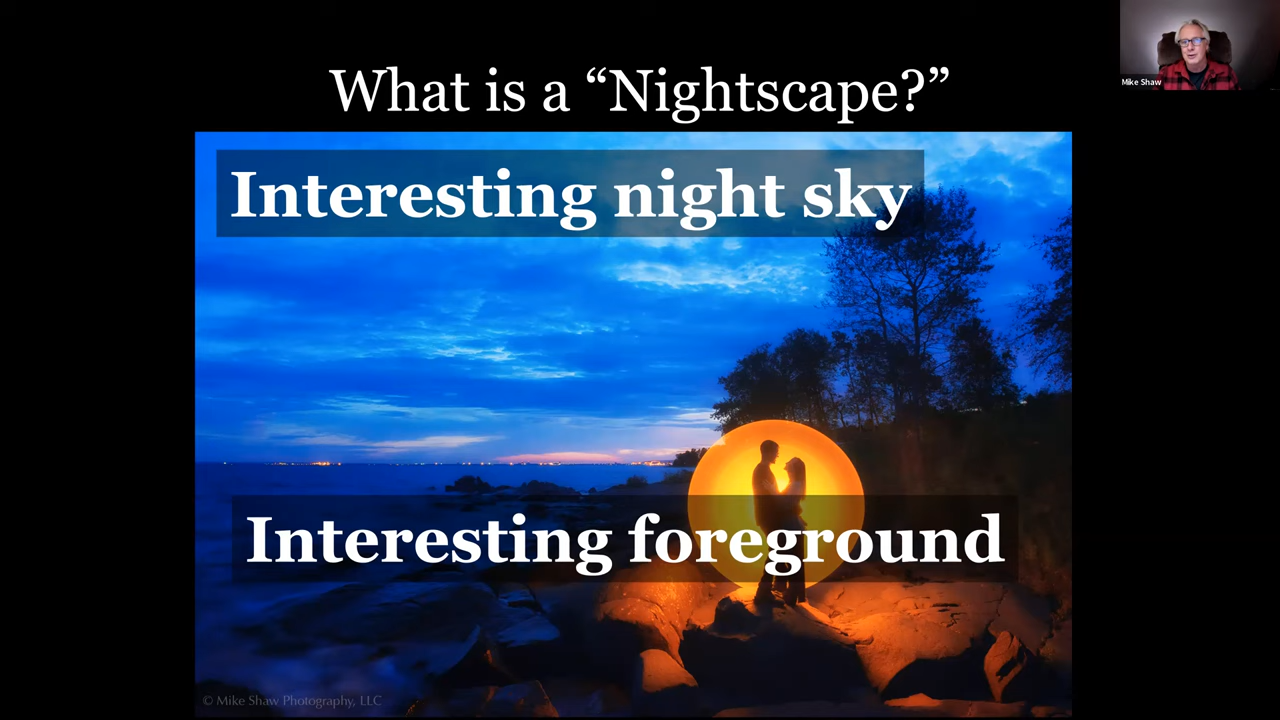 What is a “Nightscape?”
Mike Shaw
Interesting night sky
Interesting foreground
© Mike Shaw Photography, LLC